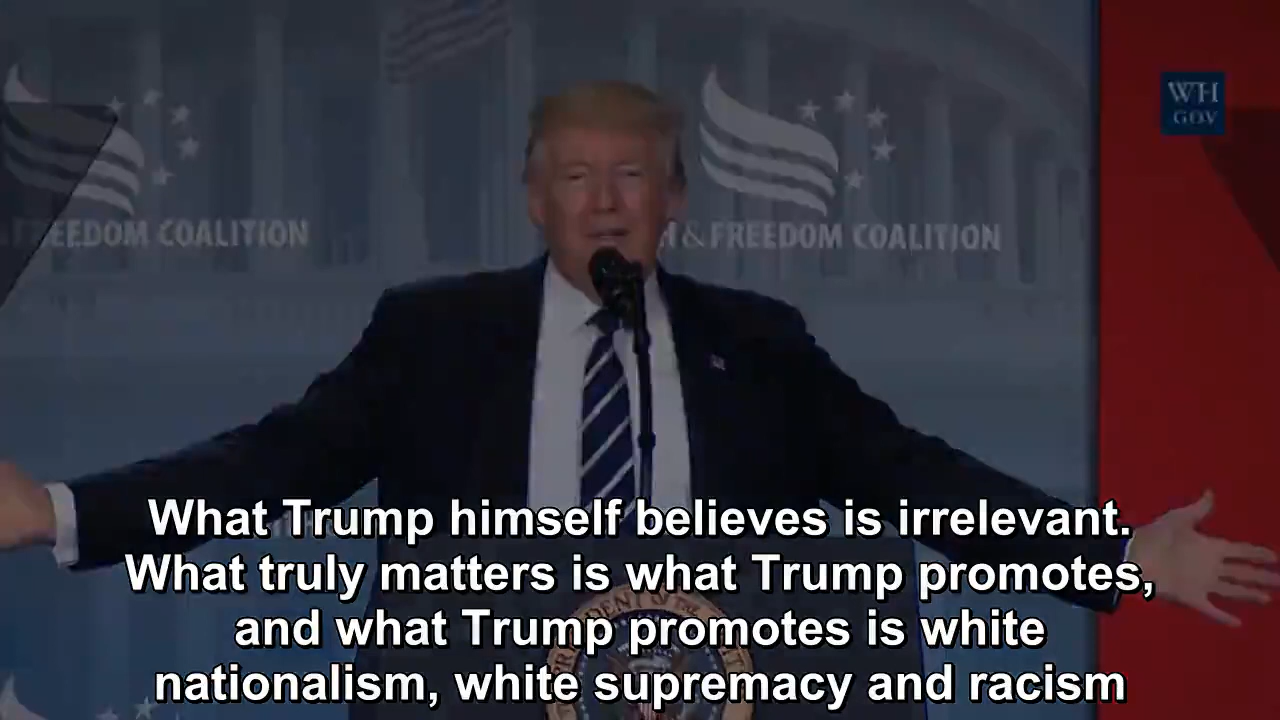 WH
GOV
FREEDOM COALITION
& FREEDOM COALITION
What Trump himself believes is irrelevant.
What truly matters is what Trump promotes,
and what Trump promotes is white
nationalism, white supremacy and racism